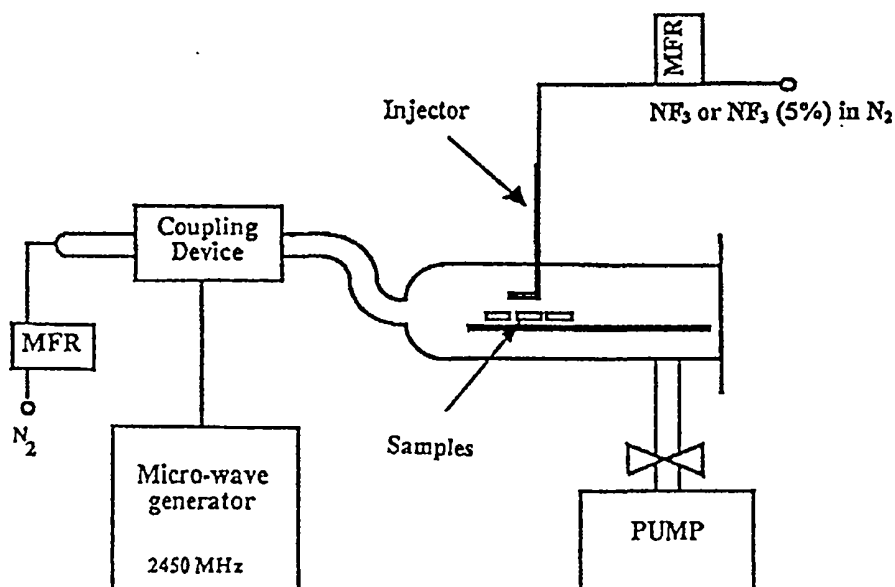 MFR
Injector
NF₃ or NF₃ (5%) in N₂
Coupling
Device
MFR
N₂
Samples
Micro-wave
generator
2450 MHz
PUMP